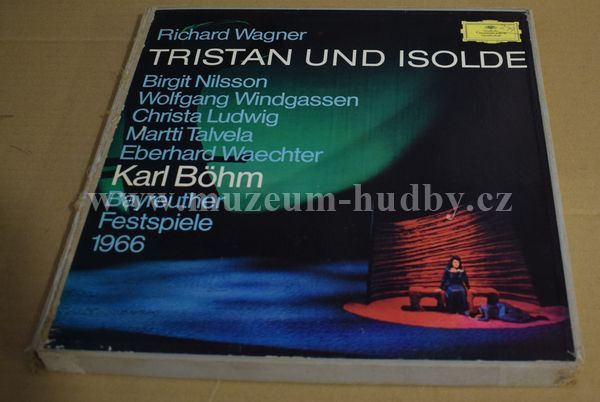 Richard Wagner
TRISTAN UND ISOLDE
Birgit Nilsson
Wolfgang Windgassen
Christa Ludwig
Martti Talvela
Eberhard Waechter
Karl Böhm
Bayreuther
Festspiele
1966
www.muzeum-hudby.cz